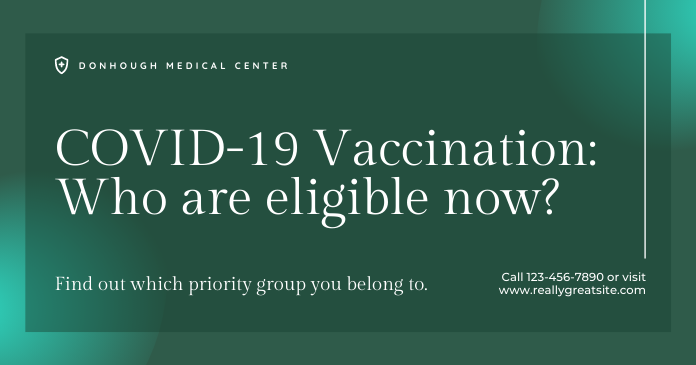 DONHOUGH MEDICAL CENTER
COVID-19 Vaccination:
Who are eligible now?
Find out which priority group you belong to.
Call 123-456-7890 or visit
www.reallygreatsite.com